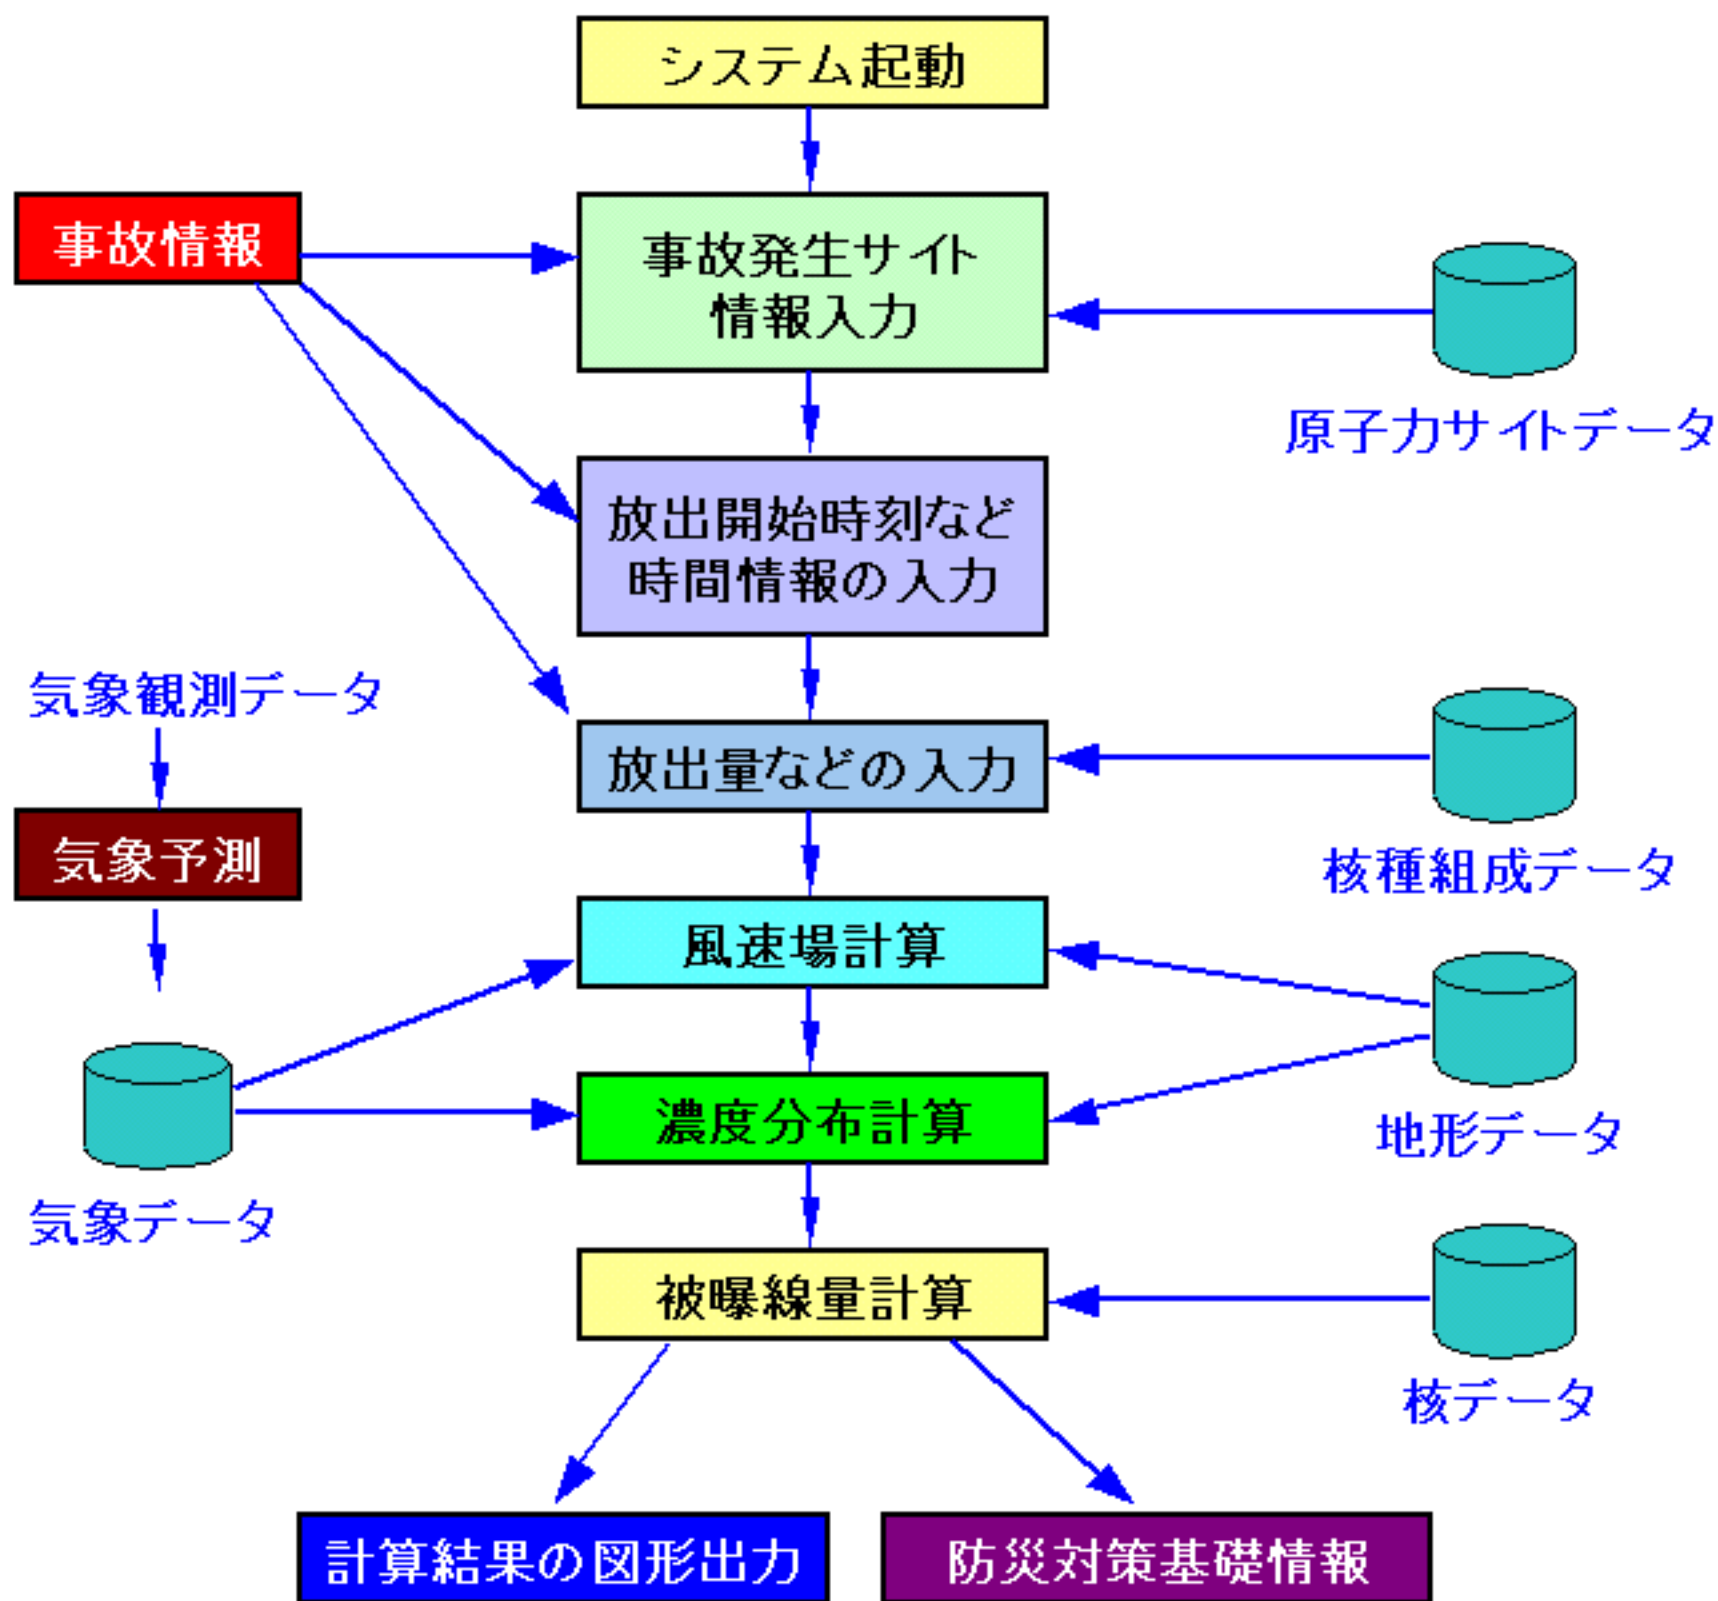 システム起動
事故情報
事故発生サイト
情報入力
原子力サイトデータ
放出開始時刻など
時間情報の入力
気象観測データ
放出量などの入力
気象予測
核種組成データ
風速場計算
濃度分布計算
地形データ
気象データ
被曝線量計算
核データ
計算結果の図形出力
防災対策基礎情報